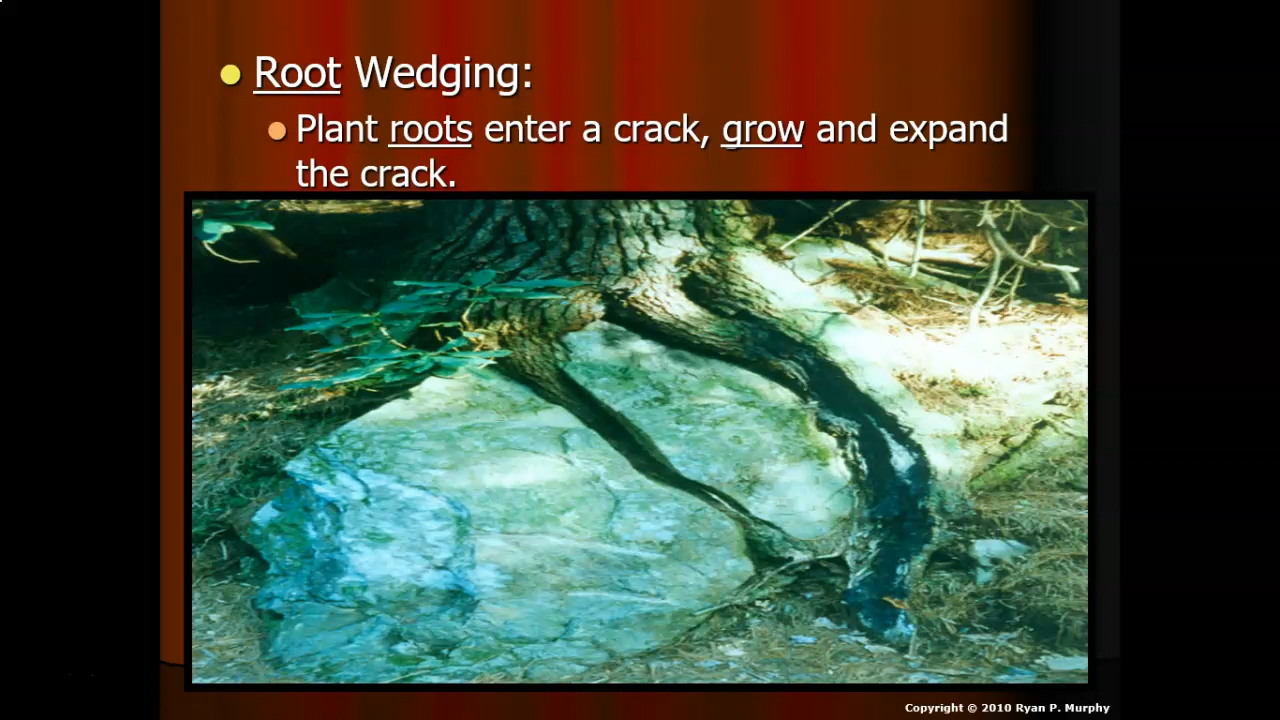 Root Wedging:
Plant roots enter a crack, grow and expand
the crack.
Copyright © 2010 Ryan P. Murphy